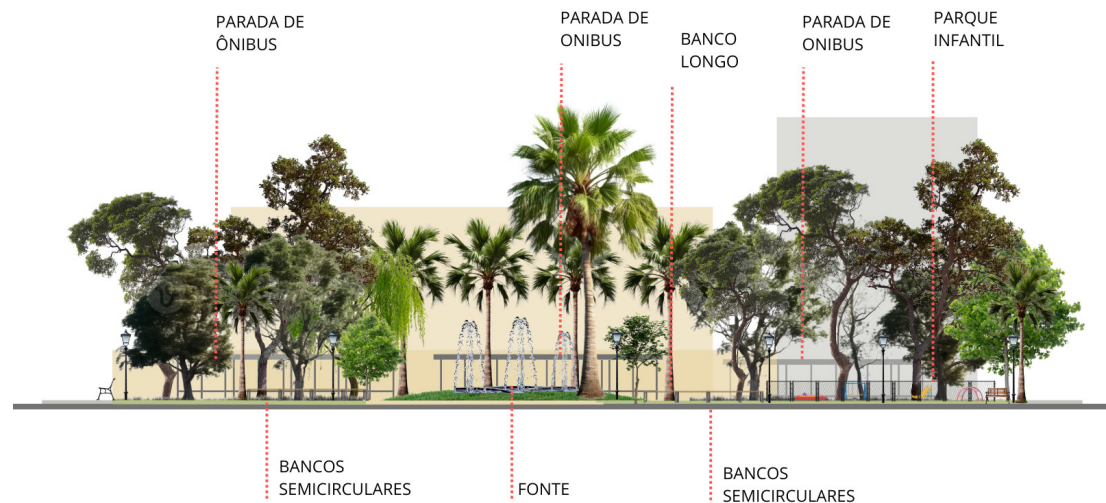 PARADA DE
ÔNIBUS
PARADA DE
ONIBUS
BANCO
LONGO
PARADA DE
ONIBUS
PARQUE
INFANTIL
BANCOS
SEMICIRCULARES
FONTE
BANCOS
SEMICIRCULARES